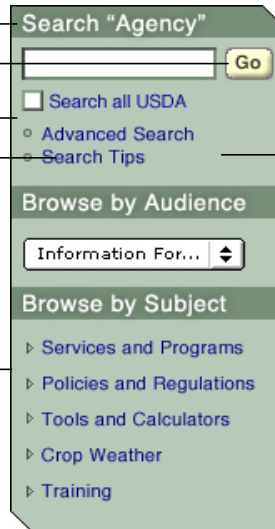 Search “Agency”
Go
Search all USDA
Advanced Search
Search Tips
Browse by Audience
Information For...
Browse by Subject
Services and Programs
Policies and Regulations
Tools and Calculators
Crop Weather
Training